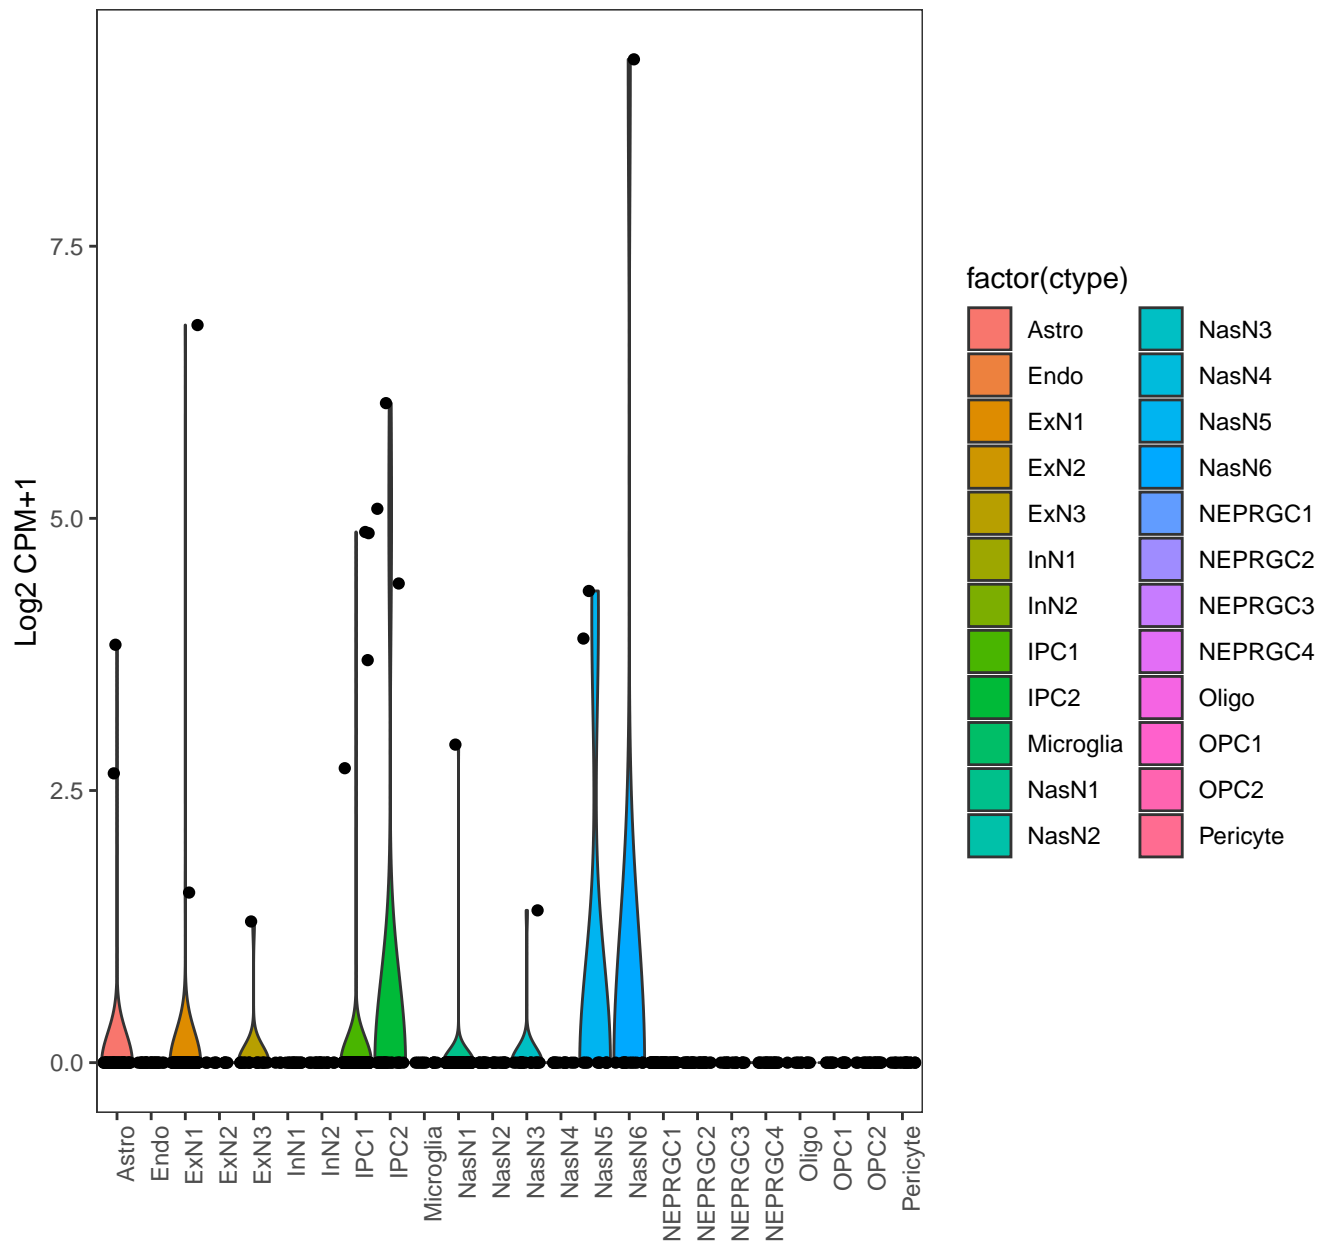 7.5
5.0
2.5
0.0
Log2 CPM+1
Astro
Endo
ExN1
ExN2
ExN3
InN1
InN2
IPC1
IPC2
Microglia
NasN1
NasN2
NasN3
NasN4
NasN5
NasN6
NEPRGC1
NEPRGC2
NEPRGC3
NEPRGC4
Oligo
OPC1
OPC2
Pericyte
factor(ctype)
Astro
Endo
ExN1
ExN2
ExN3
InN1
InN2
IPC1
IPC2
Microglia
NasN1
NasN2
NasN3
NasN4
NasN5
NasN6
NEPRGC1
NEPRGC2
NEPRGC3
NEPRGC4
Oligo
OPC1
OPC2
Pericyte